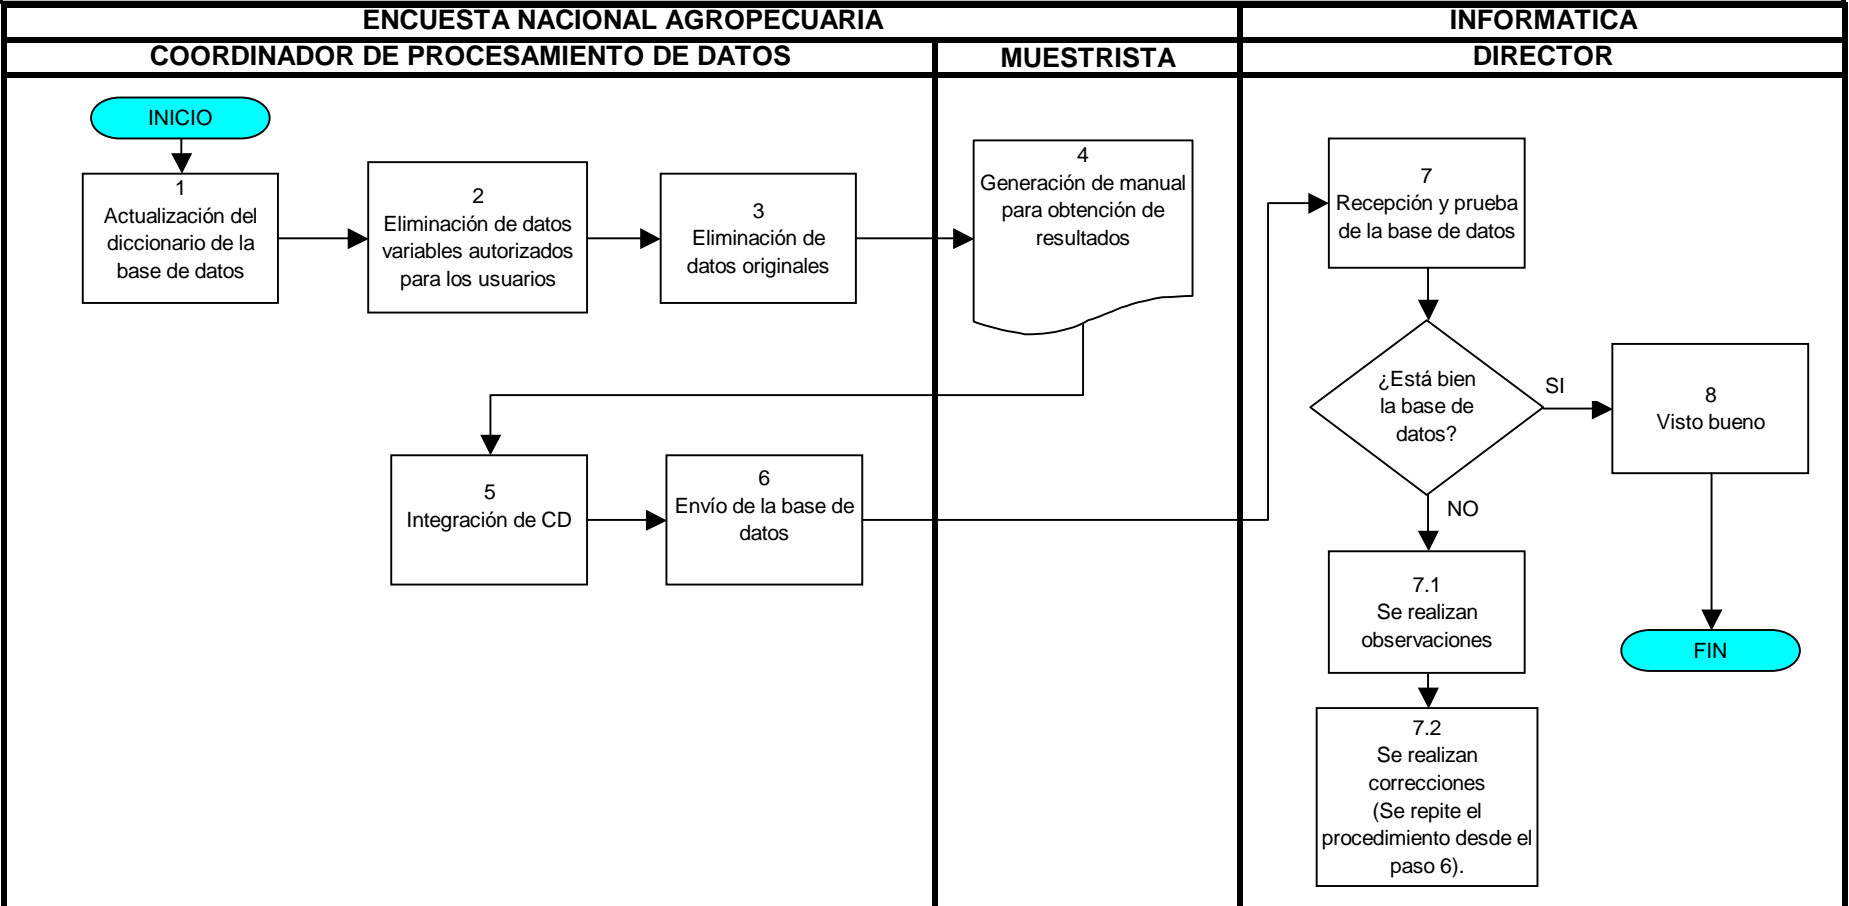 ENCUESTA NACIONAL AGROPECUARIA
INFORMATICA
COORDINADOR DE PROCESAMIENTO DE DATOS
MUESTRISTA
DIRECTOR
INICIO
1
Actualización del
diccionario de la
base de datos
2
Eliminación de datos
variables autorizados
para los usuarios
3
Eliminación de
datos originales
4
Generación de manual
para obtención de
resultados
5
Integración de CD
6
Envío de la base de
datos
7
Recepción y prueba
de la base de datos
¿Está bien
la base de
datos?
SI
8
Visto bueno
NO
7.1
Se realizan
observaciones
FIN
7.2
Se realizan
correcciones
(Se repite el
procedimiento desde el
paso 6).